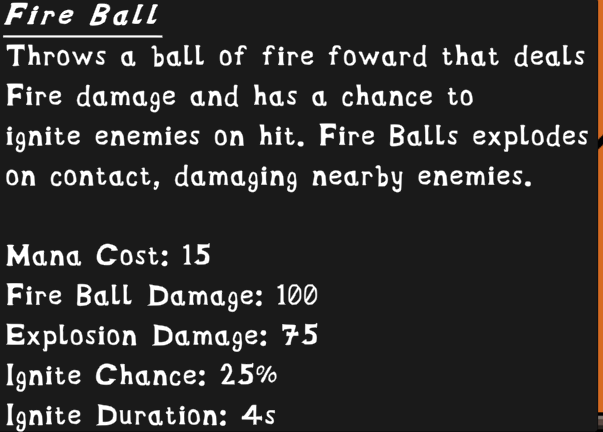 Fire Ball
Throws a ball of fire foward that deals
Fire damage and has a chance to
ignite enemies on hit. Fire Balls explodes
on contact, damaging nearby enemies.
Mana Cost: 15
Fire Ball Damage: 100
Explosion Damage: 75
Ignite Chance: 25%
Ignite Duration: 4s